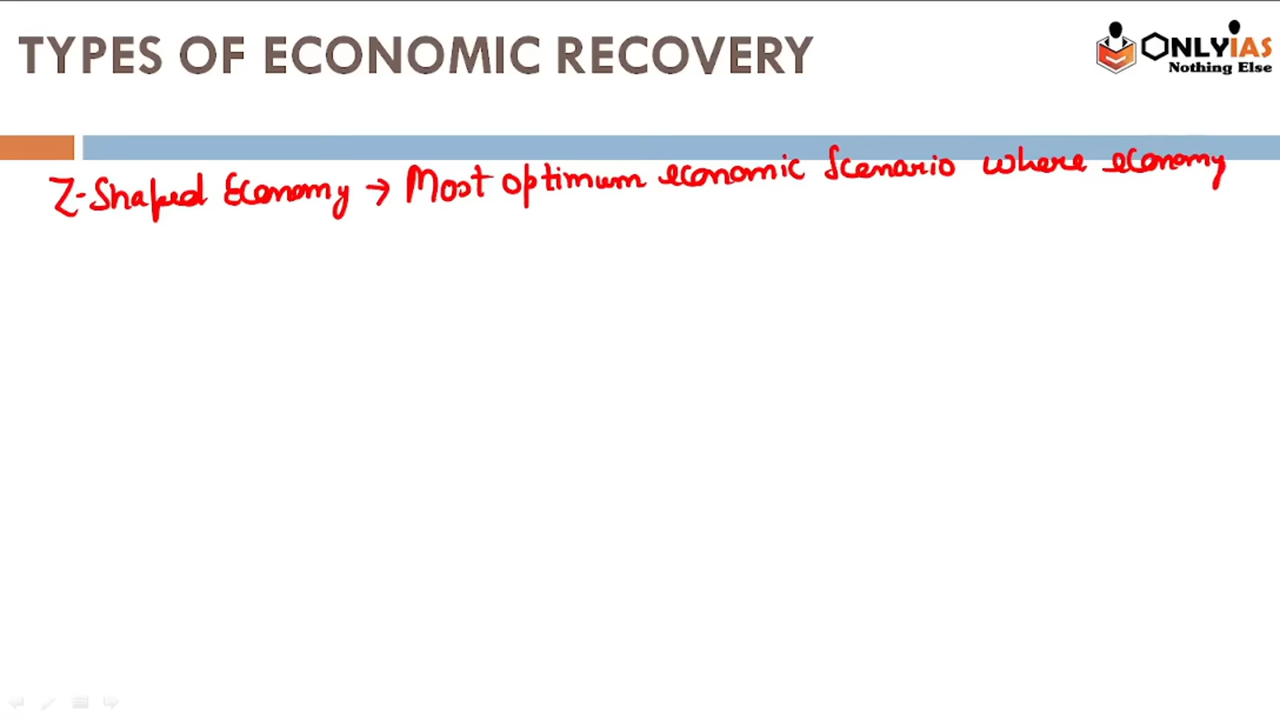 TYPES OF ECONOMIC RECOVERY
ONLYIAS
Nothing Else
Z-Shaped Economy → Most optimum economic Scenario where economy